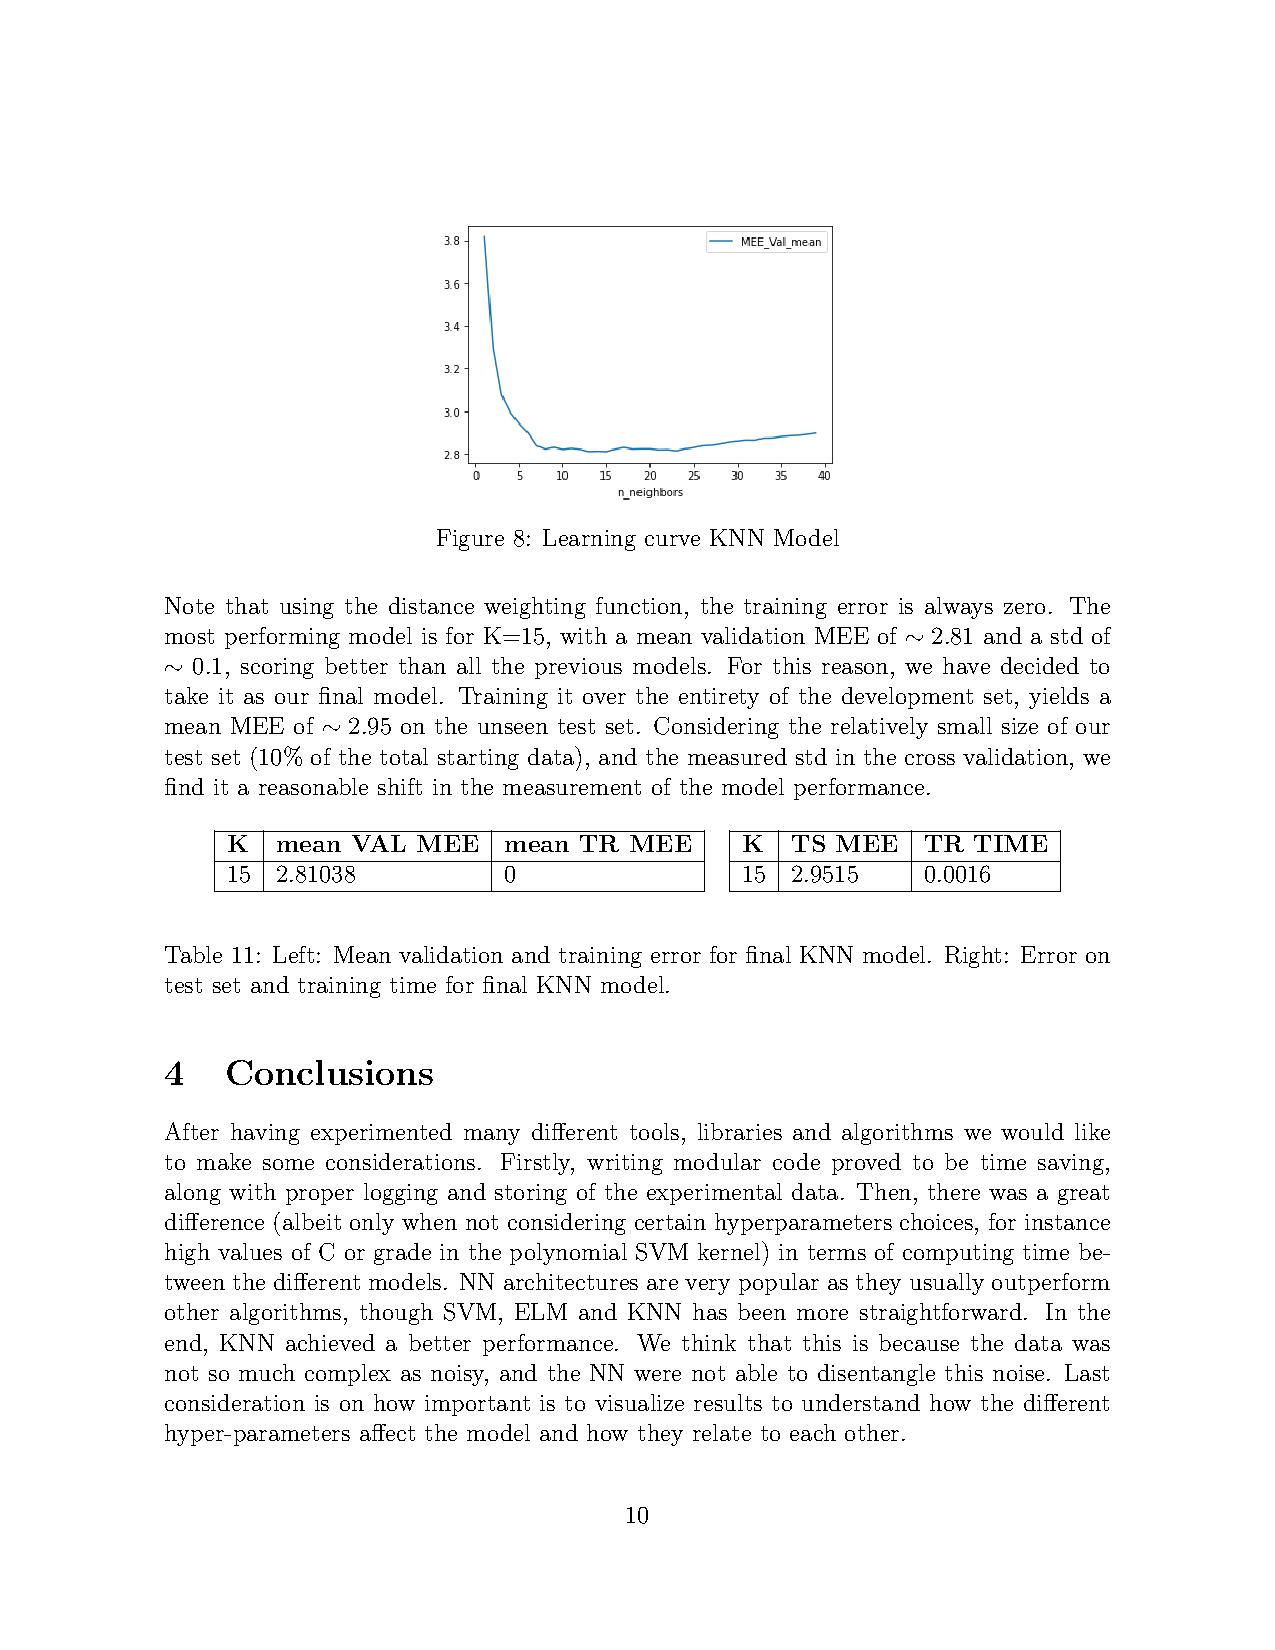 3.8
3.6
3.4
3.2
3.0
2.8
MEE_Val_mean
0 5 10 15 20 25 30 35 40
n_neighbors
Figure 8: Learning curve KNN Model
Note that using the distance weighting function, the training error is always zero. The
most performing model is for K=15, with a mean validation MEE of ∼ 2.81 and a std of
∼ 0.1, scoring better than all the previous models. For this reason, we have decided to
take it as our final model. Training it over the entirety of the development set, yields a
mean MEE of ∼ 2.95 on the unseen test set. Considering the relatively small size of our
test set (10% of the total starting data), and the measured std in the cross validation, we
find it a reasonable shift in the measurement of the model performance.
K mean VAL MEE mean TR MEE K TS MEE TR TIME
15 2.81038 0 15 2.9515 0.0016
Table 11: Left: Mean validation and training error for final KNN model. Right: Error on
test set and training time for final KNN model.
4 Conclusions
After having experimented many different tools, libraries and algorithms we would like
to make some considerations. Firstly, writing modular code proved to be time saving,
along with proper logging and storing of the experimental data. Then, there was a great
difference (albeit only when not considering certain hyperparameters choices, for instance
high values of C or grade in the polynomial SVM kernel) in terms of computing time be-
tween the different models. NN architectures are very popular as they usually outperform
other algorithms, though SVM, ELM and KNN has been more straightforward. In the
end, KNN achieved a better performance. We think that this is because the data was
not so much complex as noisy, and the NN were not able to disentangle this noise. Last
consideration is on how important is to visualize results to understand how the different
hyper-parameters affect the model and how they relate to each other.
10